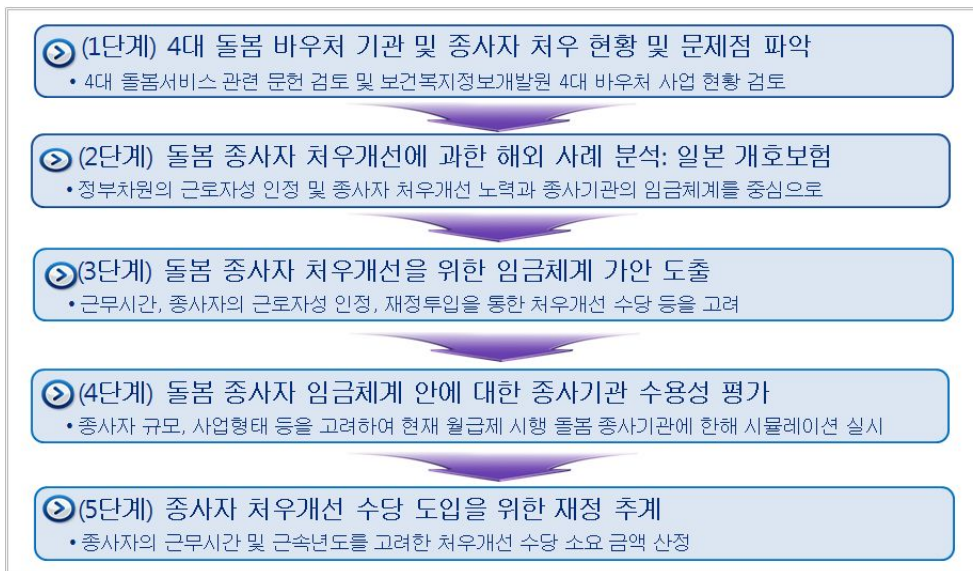 (1단계) 4대 돌봄 바우처 기관 및 종사자 처우 현황 및 문제점 파악
• 4대 돌봄서비스 관련 문헌 검토 및 보건복지정보개발원 4대 바우처 사업 현황 검토
(2단계) 돌봄 종사자 처우개선에 과한 해외 사례 분석: 일본 개호보험
• 정부차원의 근로자성 인정 및 종사자 처우개선 노력과 종사기관의 임금체계를 중심으로
(3단계) 돌봄 종사자 처우개선을 위한 임금체계 가안 도출
• 근무시간, 종사자의 근로자성 인정, 재정투입을 통한 처우개선 수당 등을 고려
(4단계) 돌봄 종사자 임금체계 안에 대한 종사기관 수용성 평가
• 종사자 규모, 사업형태 등을 고려하여 현재 월급제 시행 돌봄 종사기관에 한해 시뮬레이션 실시
(5단계) 종사자 처우개선 수당 도입을 위한 재정 추계
• 종사자의 근무시간 및 근속년도를 고려한 처우개선 수당 소요 금액 산정